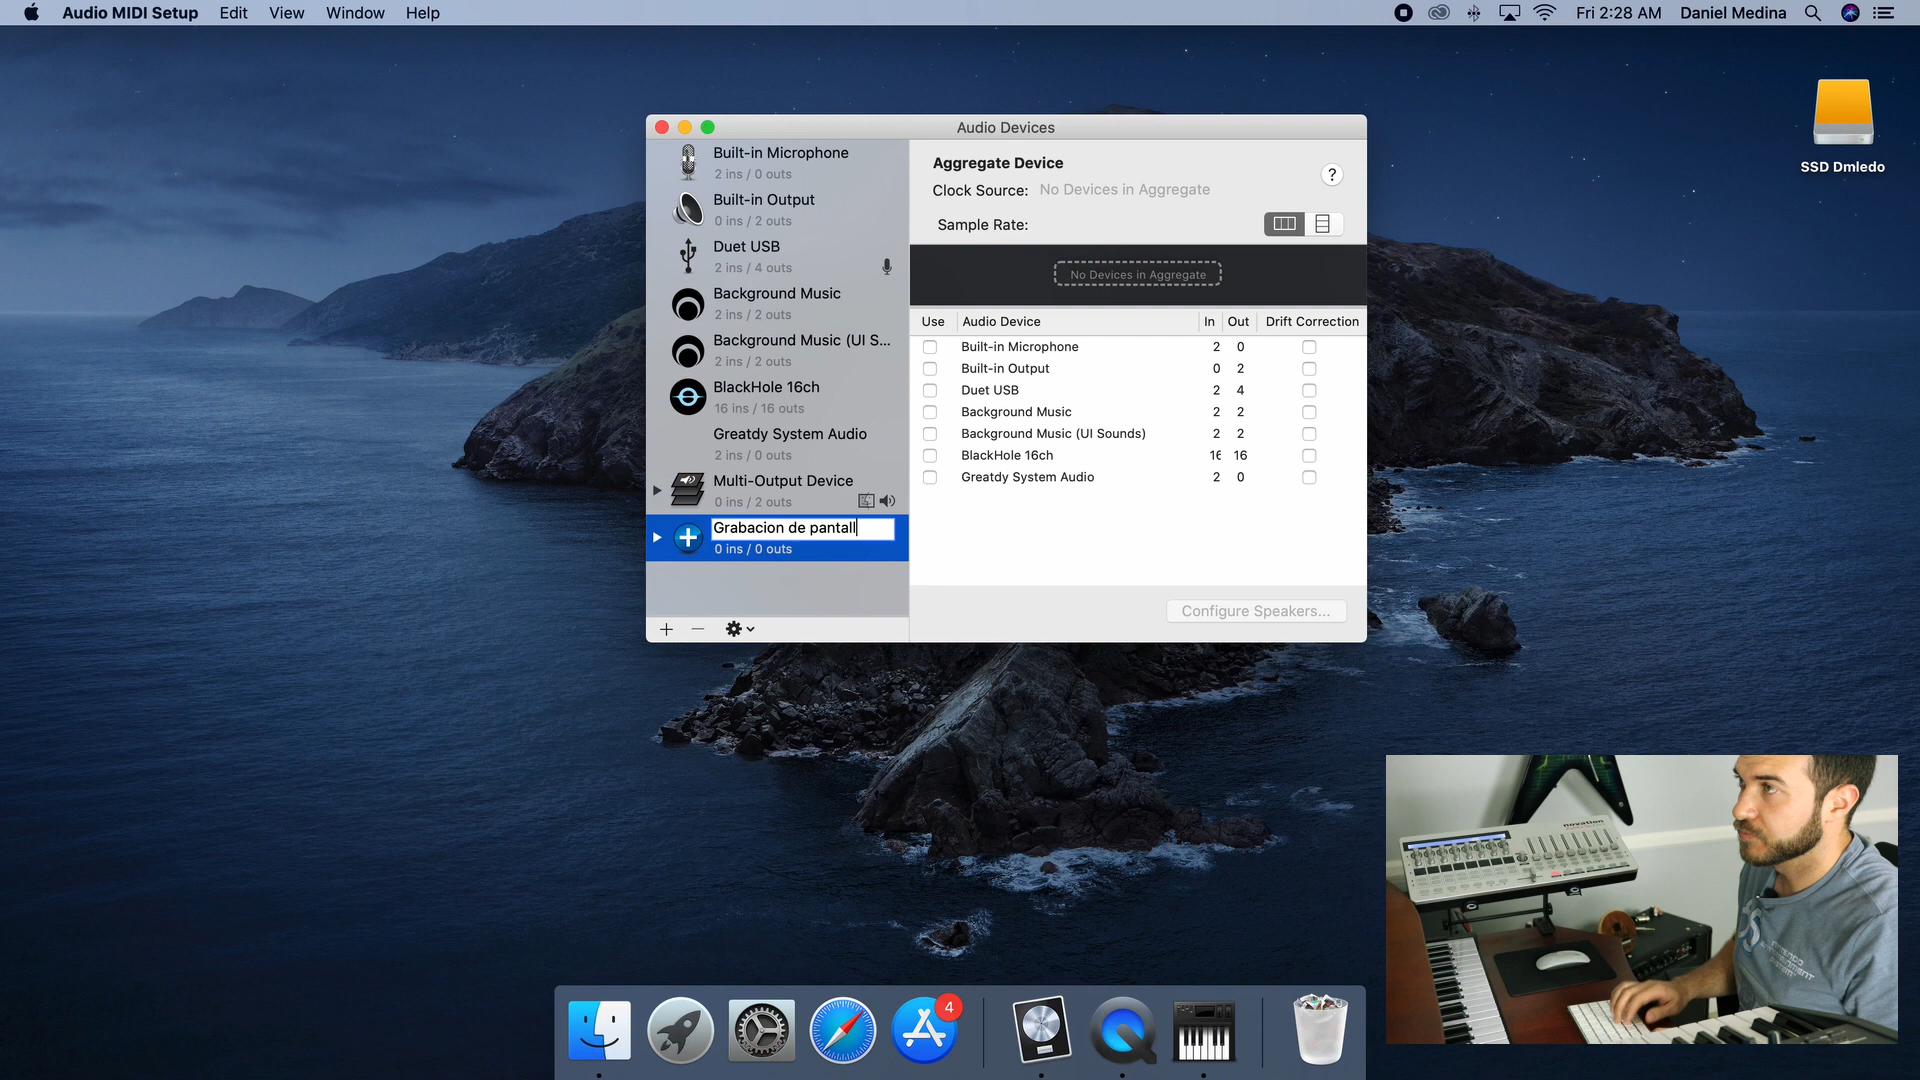 Audio MIDI Setup Edit View Window Help
Fri 2:28 AM Daniel Medina
SSD Dmledo
Audio Devices
Built-in Microphone
2 ins / 0 outs
Built-in Output
0 ins / 2 outs
Duet USB
2 ins / 4 outs
Background Music
2 ins / 2 outs
Background Music (UI S...
2 ins / 2 outs
BlackHole 16ch
16 ins / 16 outs
Greatdy System Audio
2 ins / 0 outs
Multi-Output Device
0 ins / 2 outs
Grabacion de pantall
0 ins / 0 outs
Aggregate Device
?
Clock Source: No Devices in Aggregate
Sample Rate:
No Devices in Aggregate
Use Audio Device In Out Drift Correction
Built-in Microphone 2 0
Built-in Output 0 2
Duet USB 2 4
Background Music 2 2
Background Music (UI Sounds) 2 2
BlackHole 16ch 16 16
Greatdy System Audio 2 0
Configure Speakers...
novation
4